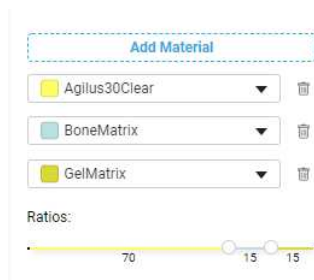 Add Material
Agilus30Clear
BoneMatrix
GelMatrix
Ratios:
70 15 15